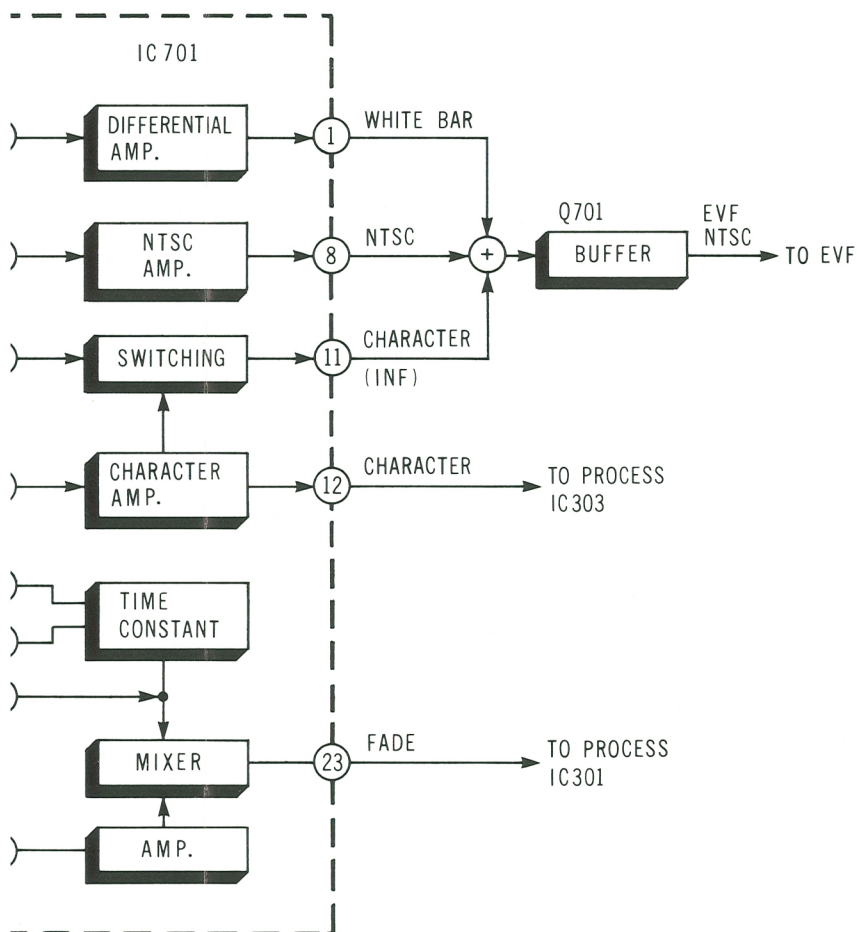 IC701
DIFFERENTIAL
AMP.
1
WHITE BAR
NTSC
AMP.
8
NTSC
+
Q701
BUFFER
EVF
NTSC
TO EVF
SWITCHING
11
CHARACTER
(INF)
CHARACTER
AMP.
12
CHARACTER
TO PROCESS
IC303
TIME
CONSTANT
MIXER
23
FADE
TO PROCESS
IC301
AMP.